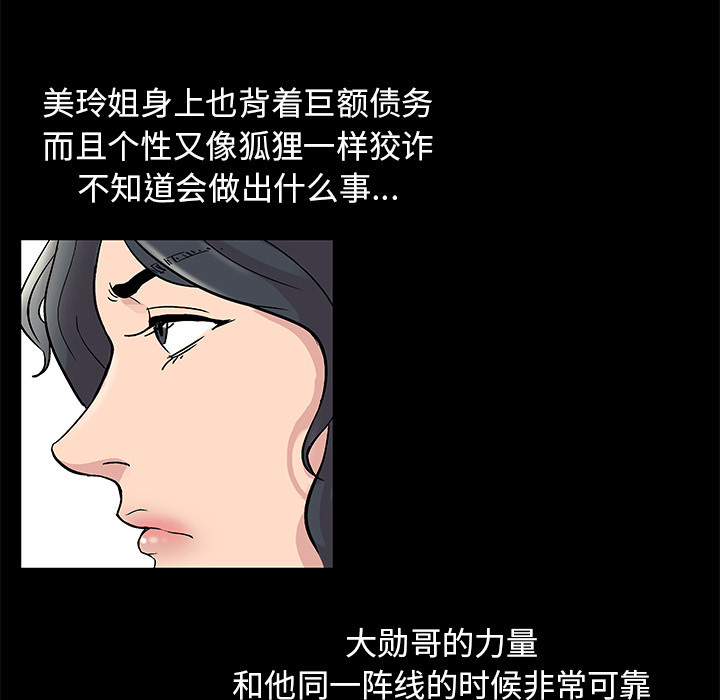 美玲姐身上也背着巨额债务
而且个性又像狐狸一样狡诈
不知道会做出什么事...
大勋哥的力量
和他同一阵线的时候非常可靠